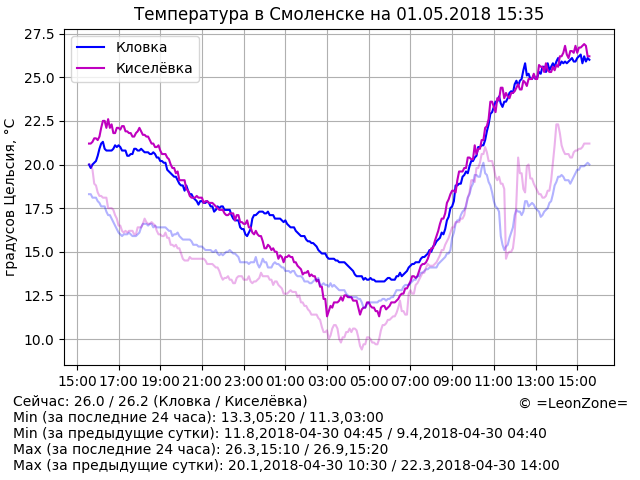 Температура в Смоленске на 01.05.2018 15:35
27.5
25.0
22.5
20.0
17.5
15.0
12.5
10.0
градусов Цельсия, °C
Кловка
Киселёвка
15:00 17:00 19:00 21:00 23:00 01:00 03:00 05:00 07:00 09:00 11:00 13:00 15:00
Сейчас: 26.0 / 26.2 (Кловка / Киселёвка)
© =LeonZone=
Min (за последние 24 часа): 13.3,05:20 / 11.3,03:00
Min (за предыдущие сутки): 11.8,2018-04-30 04:45 / 9.4,2018-04-30 04:40
Max (за последние 24 часа): 26.3,15:10 / 26.9,15:20
Max (за предыдущие сутки): 20.1,2018-04-30 10:30 / 22.3,2018-04-30 14:00